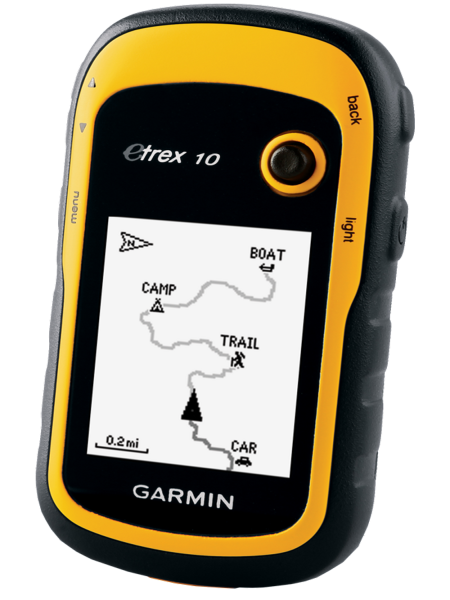 back
etrex 10
menu
light
BOAT
CAMP
TRAIL
0.2mi
CAR
GARMIN